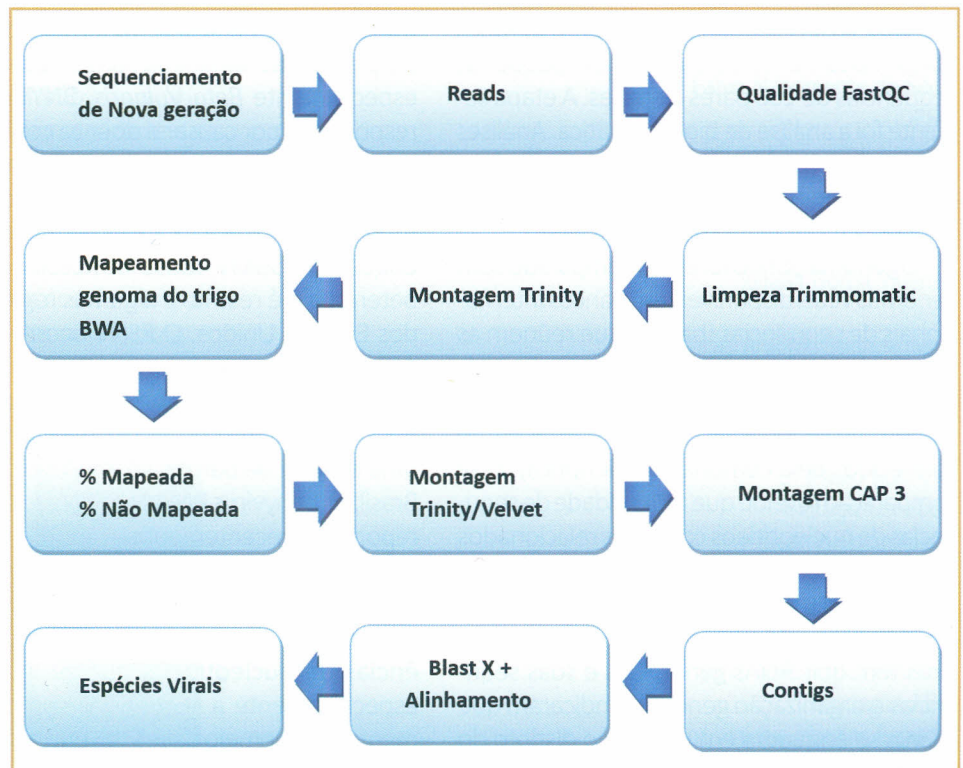 Sequenciamento
de Nova geração
Reads
Qualidade FastQC
Limpeza Trimmomatic
Montagem Trinity
Mapeamento
genoma do trigo
BWA
% Mapeada
% Não Mapeada
Montagem
Trinity/Velvet
Montagem CAP 3
Contigs
Blast X +
Alinhamento
Espécies Virais